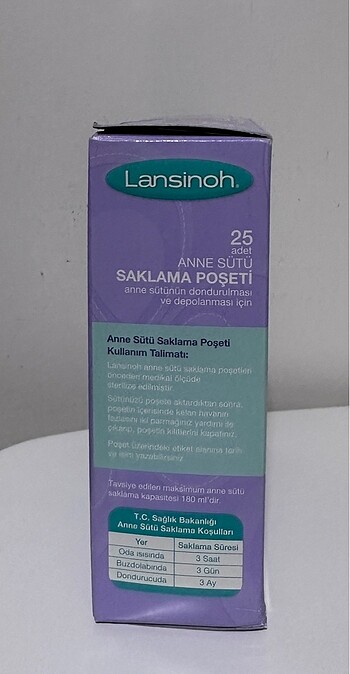 Lansinoh®
25
adet
ANNE SÜTÜ
SAKLAMA POŞETİ
anne sütünün dondurulması
ve depolanması için
Anne Sütü Saklama Poşeti
Kullanım Talimatı:
Lansinoh anne sütü saklama poşetleri
önceden medikal ölçüde
sterilize edilmiştir.
Sütünüzü poşete aktardıktan sonra,
poşetin içerisinde kalan havanın
fazlasını iki parmağınız yardımı ile
çıkarıp, poşetin kilitlerini kapatınız.
Poşet üzerindeki etiket alanına tarih
ve isim yazabilirsiniz.
Tavsiye edilen maksimum anne sütü
saklama kapasitesi 180 ml'dir.
T.C. Sağlık Bakanlığı
Anne Sütü Saklama Koşulları
Yer Saklama Süresi
Oda ısısında 3 Saat
Buzdolabında 3 Gün
Dondurucuda 3 Ay